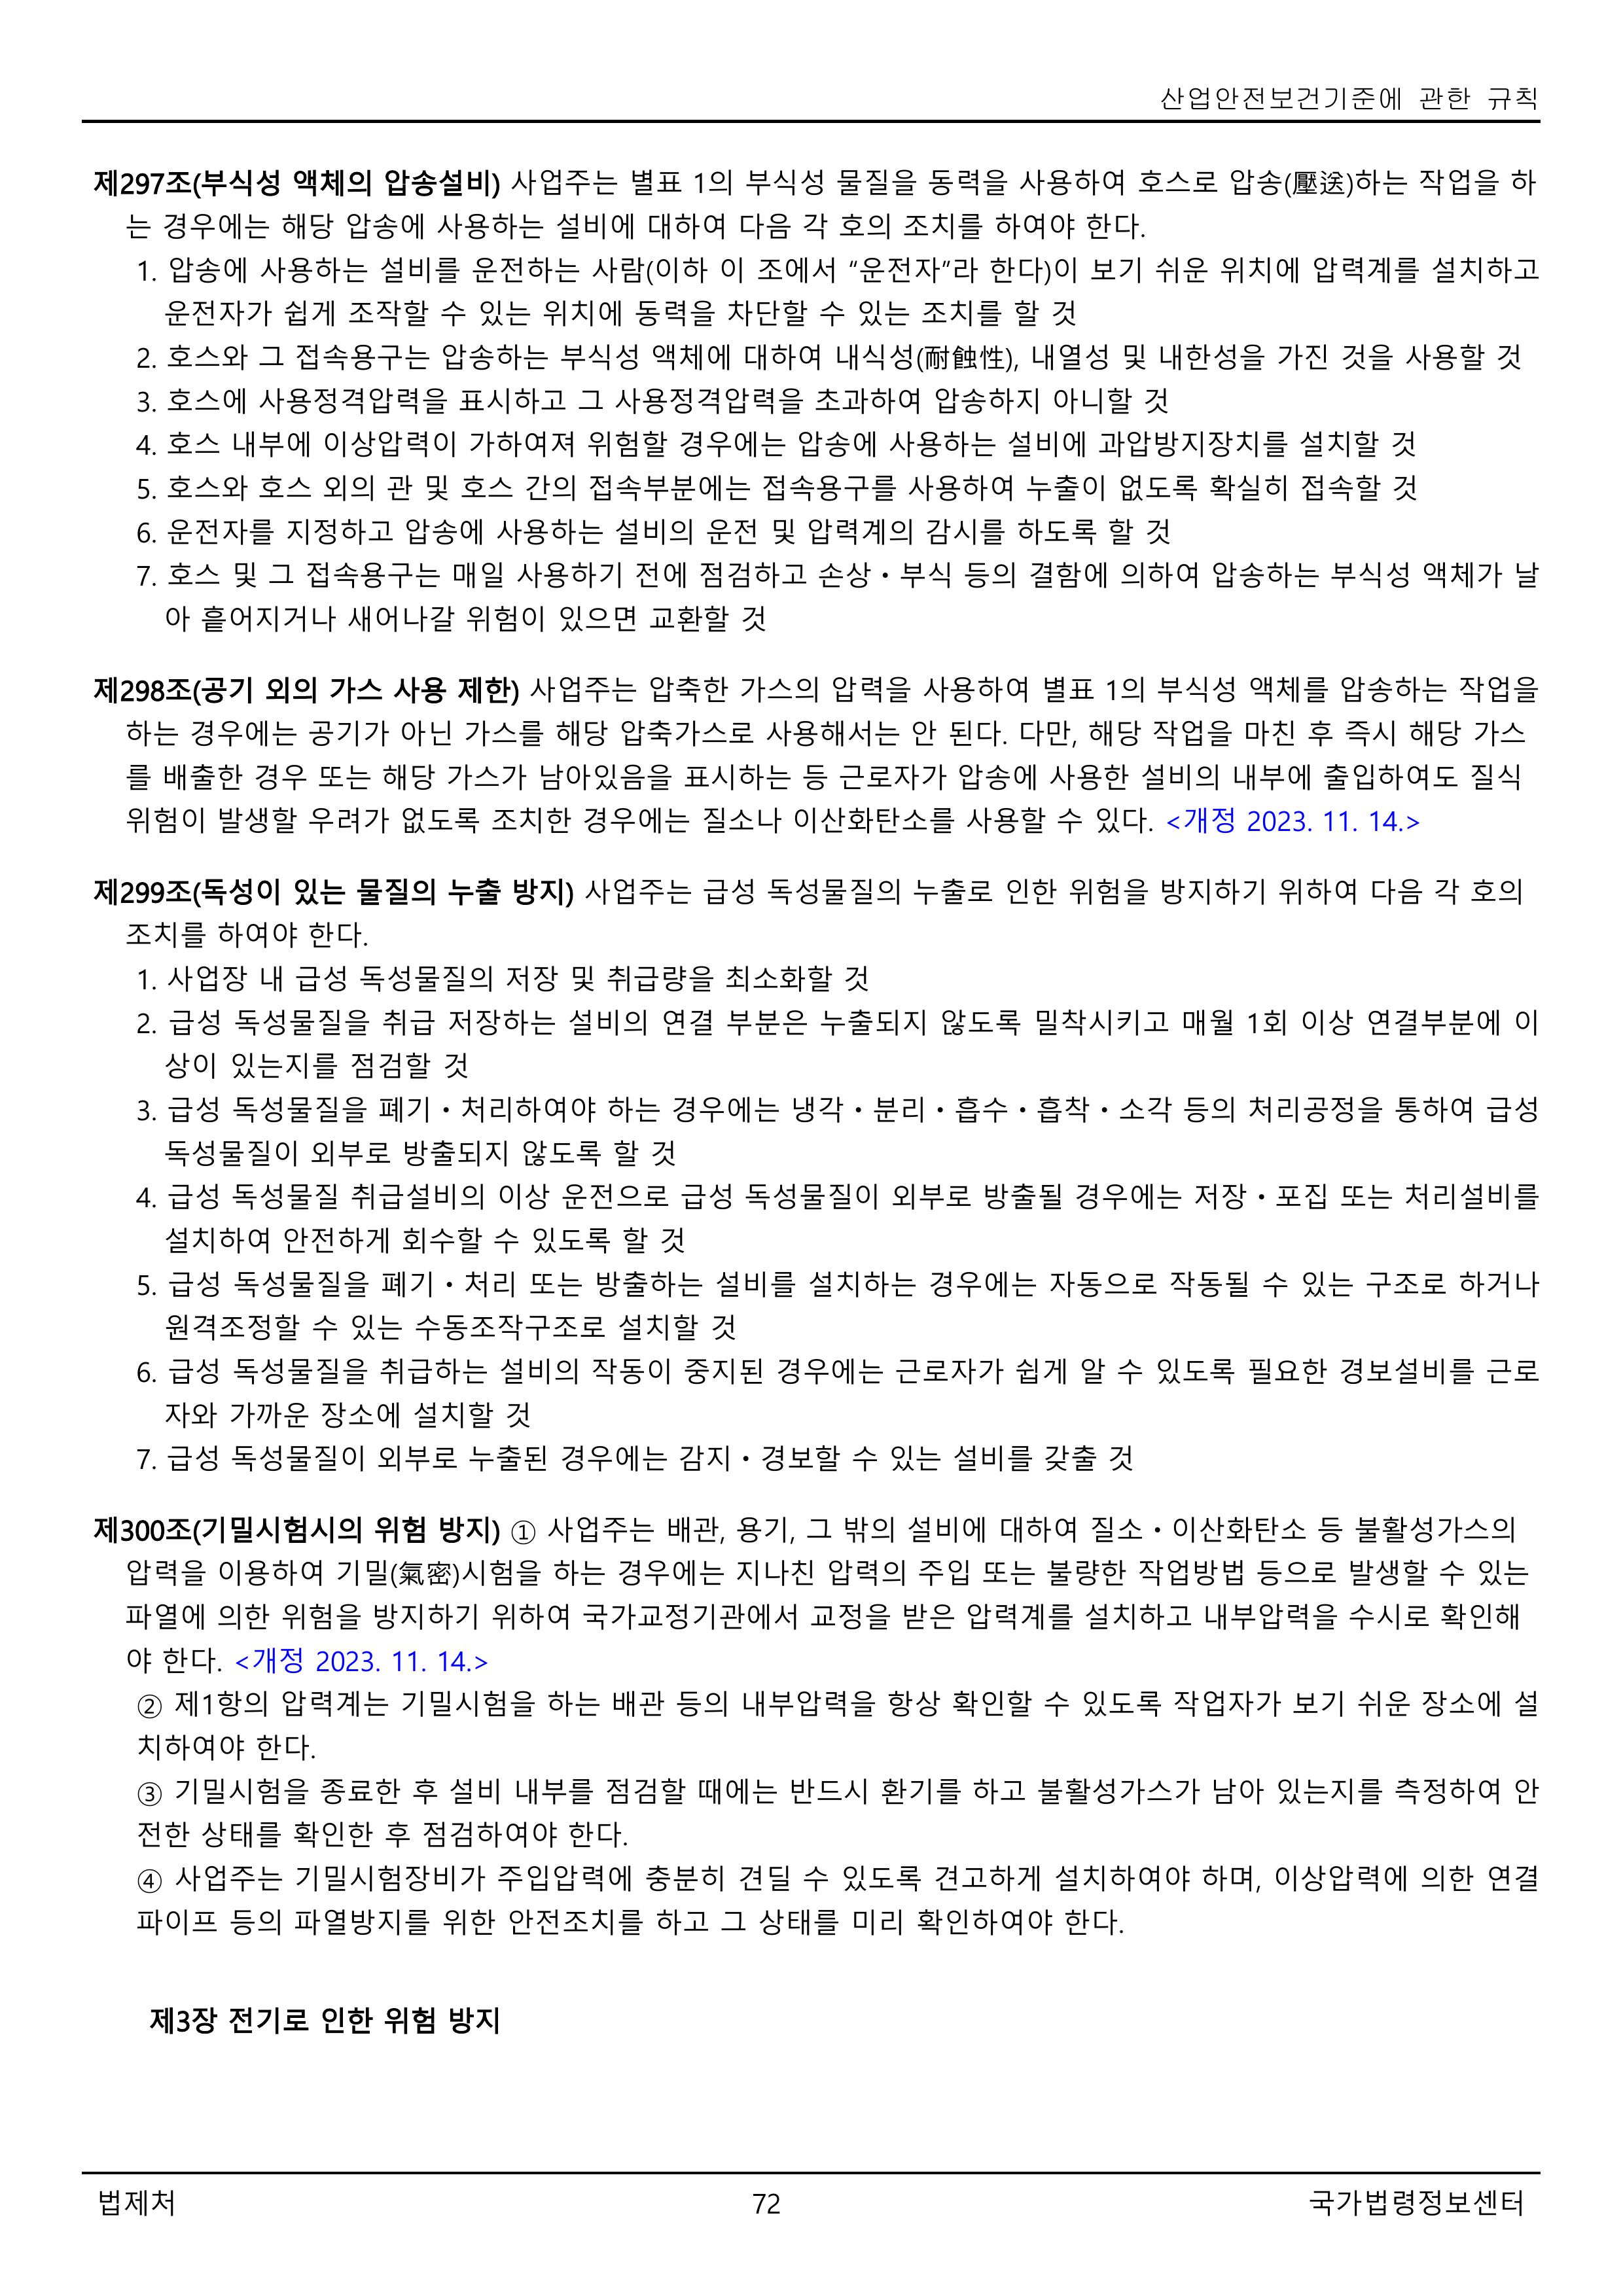 산업안전보건기준에 관한 규칙
제297조(부식성 액체의 압송설비) 사업주는 별표 1의 부식성 물질을 동력을 사용하여 호스로 압송(壓送)하는 작업을 하
는 경우에는 해당 압송에 사용하는 설비에 대하여 다음 각 호의 조치를 하여야 한다.
1. 압송에 사용하는 설비를 운전하는 사람(이하 이 조에서 “운전자”라 한다)이 보기 쉬운 위치에 압력계를 설치하고
운전자가 쉽게 조작할 수 있는 위치에 동력을 차단할 수 있는 조치를 할 것
2. 호스와 그 접속용구는 압송하는 부식성 액체에 대하여 내식성(耐蝕性), 내열성 및 내한성을 가진 것을 사용할 것
3. 호스에 사용정격압력을 표시하고 그 사용정격압력을 초과하여 압송하지 아니할 것
4. 호스 내부에 이상압력이 가하여져 위험할 경우에는 압송에 사용하는 설비에 과압방지장치를 설치할 것
5. 호스와 호스 외의 관 및 호스 간의 접속부분에는 접속용구를 사용하여 누출이 없도록 확실히 접속할 것
6. 운전자를 지정하고 압송에 사용하는 설비의 운전 및 압력계의 감시를 하도록 할 것
7. 호스 및 그 접속용구는 매일 사용하기 전에 점검하고 손상ㆍ부식 등의 결함에 의하여 압송하는 부식성 액체가 날
아 흩어지거나 새어나갈 위험이 있으면 교환할 것
제298조(공기 외의 가스 사용 제한) 사업주는 압축한 가스의 압력을 사용하여 별표 1의 부식성 액체를 압송하는 작업을
하는 경우에는 공기가 아닌 가스를 해당 압축가스로 사용해서는 안 된다. 다만, 해당 작업을 마친 후 즉시 해당 가스
를 배출한 경우 또는 해당 가스가 남아있음을 표시하는 등 근로자가 압송에 사용한 설비의 내부에 출입하여도 질식
위험이 발생할 우려가 없도록 조치한 경우에는 질소나 이산화탄소를 사용할 수 있다. <개정 2023. 11. 14.>
제299조(독성이 있는 물질의 누출 방지) 사업주는 급성 독성물질의 누출로 인한 위험을 방지하기 위하여 다음 각 호의
조치를 하여야 한다.
1. 사업장 내 급성 독성물질의 저장 및 취급량을 최소화할 것
2. 급성 독성물질을 취급 저장하는 설비의 연결 부분은 누출되지 않도록 밀착시키고 매월 1회 이상 연결부분에 이
상이 있는지를 점검할 것
3. 급성 독성물질을 폐기ㆍ처리하여야 하는 경우에는 냉각ㆍ분리ㆍ흡수ㆍ흡착ㆍ소각 등의 처리공정을 통하여 급성
독성물질이 외부로 방출되지 않도록 할 것
4. 급성 독성물질 취급설비의 이상 운전으로 급성 독성물질이 외부로 방출될 경우에는 저장ㆍ포집 또는 처리설비를
설치하여 안전하게 회수할 수 있도록 할 것
5. 급성 독성물질을 폐기ㆍ처리 또는 방출하는 설비를 설치하는 경우에는 자동으로 작동될 수 있는 구조로 하거나
원격조정할 수 있는 수동조작구조로 설치할 것
6. 급성 독성물질을 취급하는 설비의 작동이 중지된 경우에는 근로자가 쉽게 알 수 있도록 필요한 경보설비를 근로
자와 가까운 장소에 설치할 것
7. 급성 독성물질이 외부로 누출된 경우에는 감지ㆍ경보할 수 있는 설비를 갖출 것
제300조(기밀시험시의 위험 방지) ① 사업주는 배관, 용기, 그 밖의 설비에 대하여 질소ㆍ이산화탄소 등 불활성가스의
압력을 이용하여 기밀(氣密)시험을 하는 경우에는 지나친 압력의 주입 또는 불량한 작업방법 등으로 발생할 수 있는
파열에 의한 위험을 방지하기 위하여 국가교정기관에서 교정을 받은 압력계를 설치하고 내부압력을 수시로 확인해
야 한다. <개정 2023. 11. 14.>
② 제1항의 압력계는 기밀시험을 하는 배관 등의 내부압력을 항상 확인할 수 있도록 작업자가 보기 쉬운 장소에 설
치하여야 한다.
③ 기밀시험을 종료한 후 설비 내부를 점검할 때에는 반드시 환기를 하고 불활성가스가 남아 있는지를 측정하여 안
전한 상태를 확인한 후 점검하여야 한다.
④ 사업주는 기밀시험장비가 주입압력에 충분히 견딜 수 있도록 견고하게 설치하여야 하며, 이상압력에 의한 연결
파이프 등의 파열방지를 위한 안전조치를 하고 그 상태를 미리 확인하여야 한다.
제3장 전기로 인한 위험 방지
법제처 72 국가법령정보센터